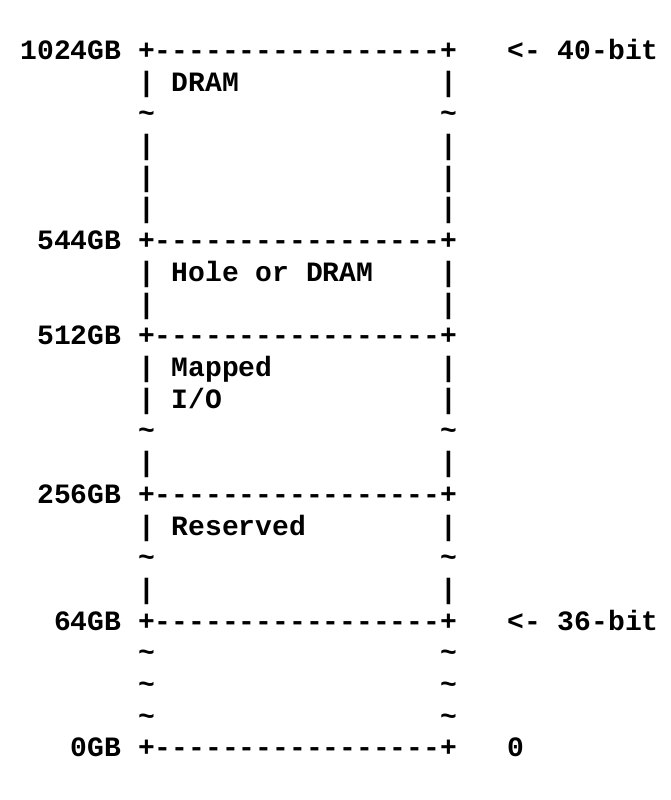 1024GB +-----------------+   <- 40-bit
       | DRAM            |
       ~                 ~
       |                 |
       |                 |
       |                 |
 544GB +-----------------+
       | Hole or DRAM    |
       |                 |
 512GB +-----------------+
       | Mapped          |
       | I/O             |
       ~                 ~
       |                 |
 256GB +-----------------+
       | Reserved        |
       ~                 ~
       |                 |
  64GB +-----------------+   <- 36-bit
       ~                 ~
       ~                 ~
       ~                 ~
   0GB +-----------------+   0